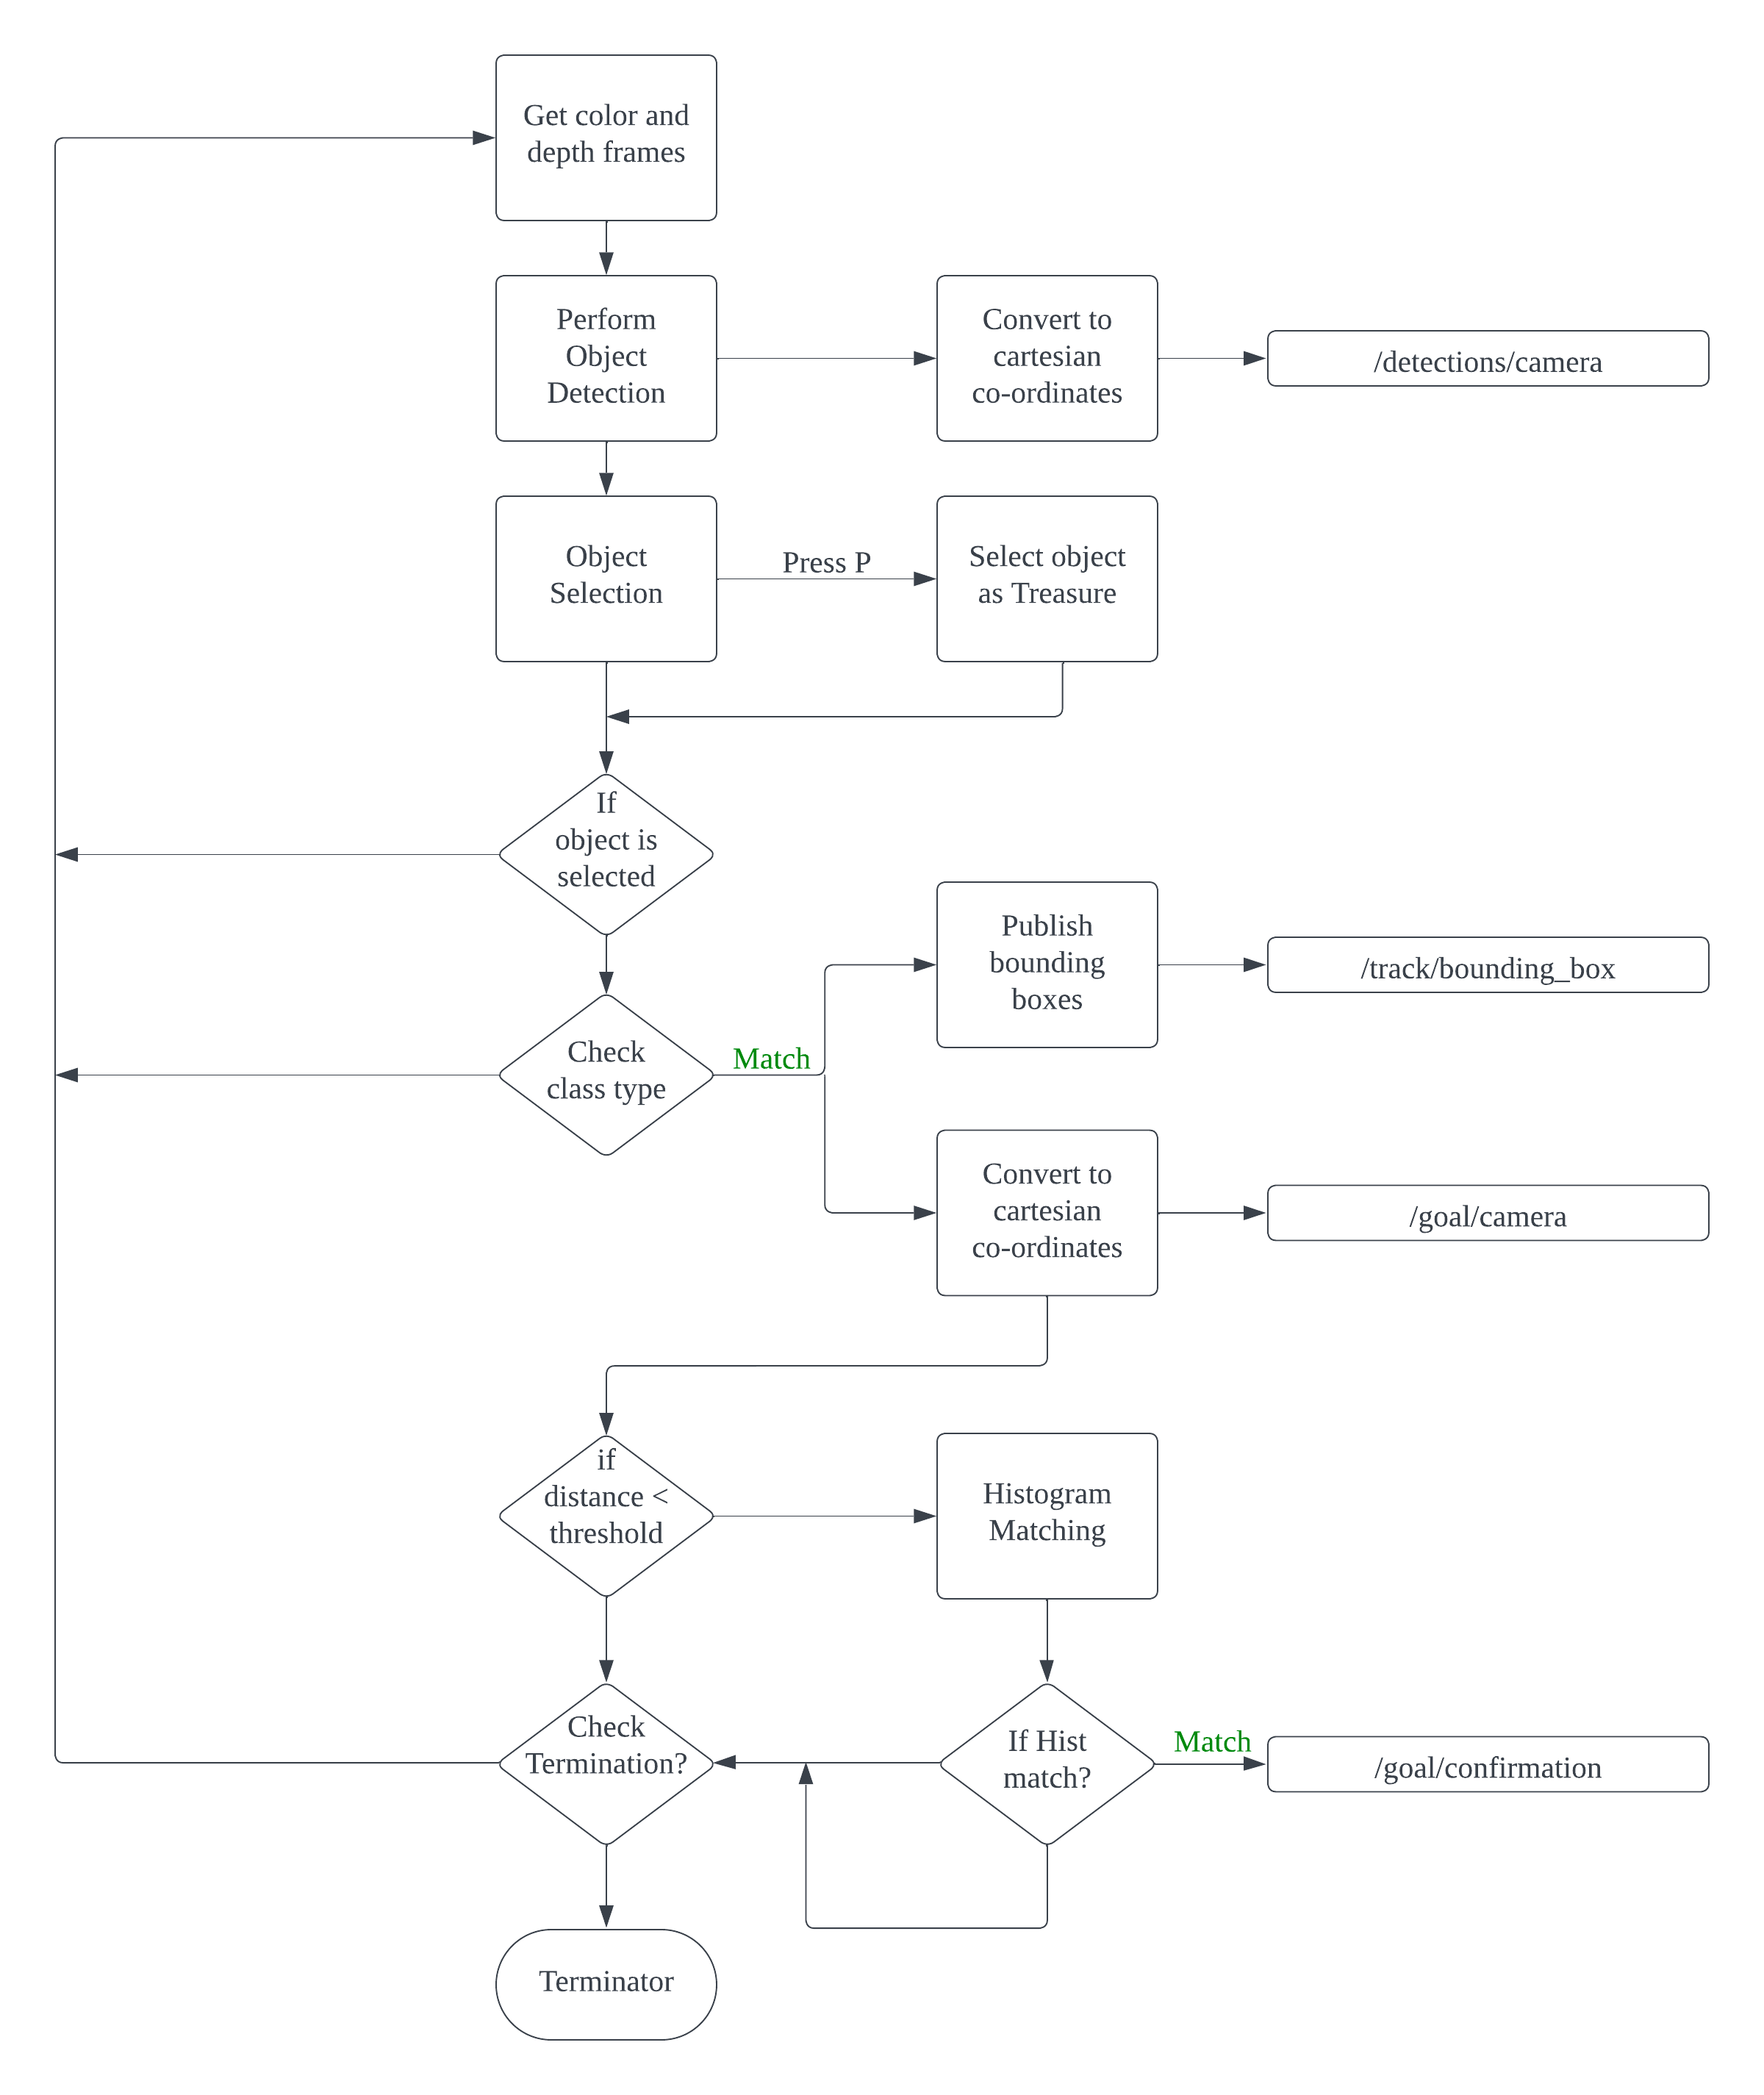 Get color and
depth frames
Perform
Object
Detection
Convert to
cartesian
co-ordinates
/detections/camera
Object
Selection
Press P
Select object
as Treasure
If
object is
selected
Publish
bounding
boxes
/track/bounding_box
Check
class type
Match
Convert to
cartesian
co-ordinates
/goal/camera
if
distance <
threshold
Histogram
Matching
Check
Termination?
If Hist
match?
Match
/goal/confirmation
Terminator